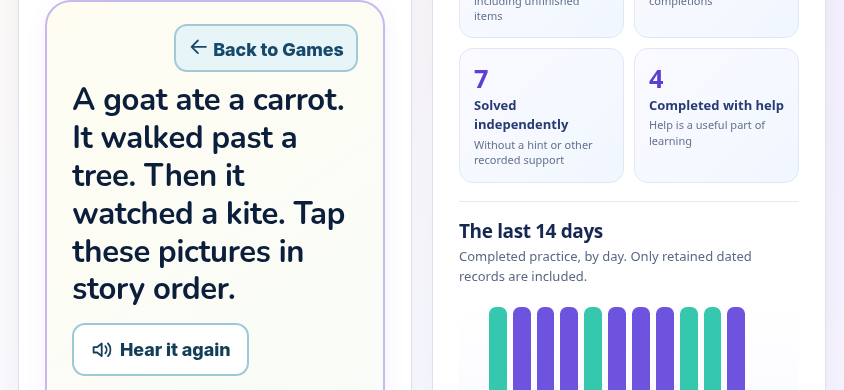 Back to Games
A goat ate a carrot.
It walked past a
tree. Then it
watched a kite. Tap
these pictures in
story order.
Hear it again
including unfinished
items
completions
7
Solved
independently
Without a hint or other
recorded support
4
Completed with help
Help is a useful part of
learning
The last 14 days
Completed practice, by day. Only retained dated
records are included.